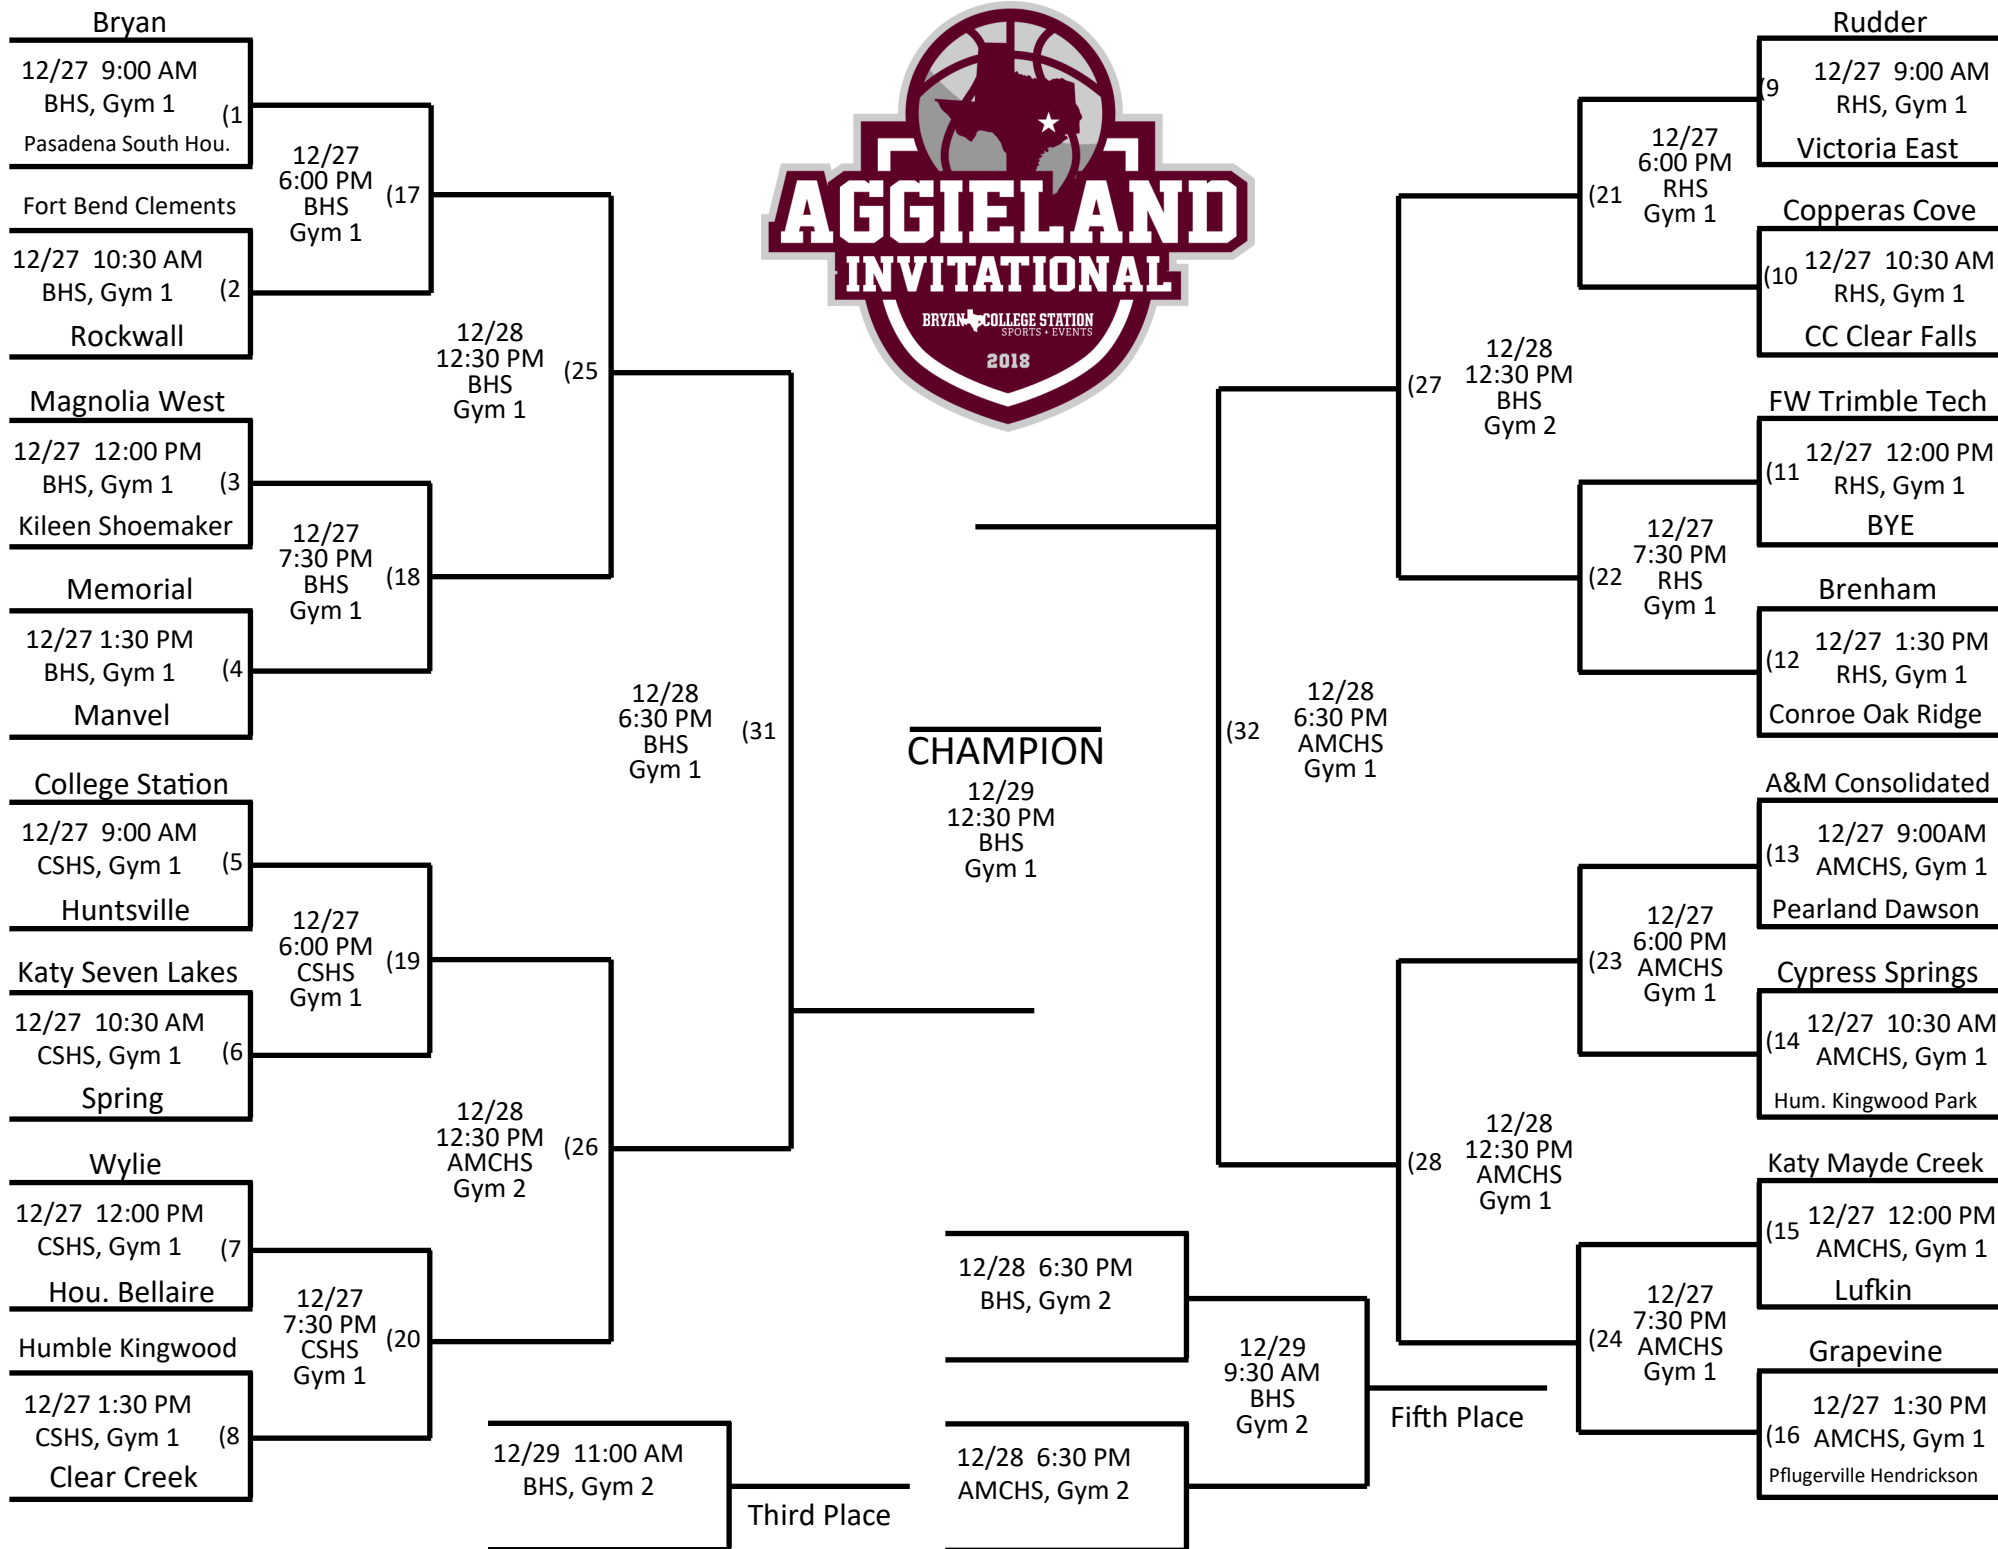 Bryan
12/27 9:00 AM
BHS, Gym 1
(1
Pasadena South Hou.
Fort Bend Clements
12/27 10:30 AM
BHS, Gym 1
(2
Rockwall
Magnolia West
12/27 12:00 PM
BHS, Gym 1
(3
Kileen Shoemaker
Memorial
12/27 1:30 PM
BHS, Gym 1
(4
Manvel
College Station
12/27 9:00 AM
CSHS, Gym 1
(5
Huntsville
Katy Seven Lakes
12/27 10:30 AM
CSHS, Gym 1
(6
Spring
Wylie
12/27 12:00 PM
CSHS, Gym 1
(7
Hou. Bellaire
Humble Kingwood
12/27 1:30 PM
CSHS, Gym 1
(8
Clear Creek
12/27
6:00 PM
BHS
Gym 1
(17
12/27
7:30 PM
BHS
Gym 1
(18
12/27
6:00 PM
CSHS
Gym 1
(19
12/27
7:30 PM
CSHS
Gym 1
(20
12/28
12:30 PM
BHS
Gym 1
(25
12/28
12:30 PM
AMCHS
Gym 2
(26
12/28
6:30 PM
BHS
Gym 1
(31
AGGIELAND
INVITATIONAL
BRYAN COLLEGE STATION
SPORTS + EVENTS
2018
CHAMPION
12/29
12:30 PM
BHS
Gym 1
12/29 11:00 AM
BHS, Gym 2
Third Place
12/28 6:30 PM
BHS, Gym 2
12/28 6:30 PM
AMCHS, Gym 2
12/29
9:30 AM
BHS
Gym 2
Fifth Place
(32
12/28
6:30 PM
AMCHS
Gym 1
(27
12/28
12:30 PM
BHS
Gym 2
(28
12/28
12:30 PM
AMCHS
Gym 1
(21
12/27
6:00 PM
RHS
Gym 1
(22
12/27
7:30 PM
RHS
Gym 1
(23
12/27
6:00 PM
AMCHS
Gym 1
(24
12/27
7:30 PM
AMCHS
Gym 1
Rudder
(9
12/27 9:00 AM
RHS, Gym 1
Victoria East
Copperas Cove
(10
12/27 10:30 AM
RHS, Gym 1
CC Clear Falls
FW Trimble Tech
(11
12/27 12:00 PM
RHS, Gym 1
BYE
Brenham
(12
12/27 1:30 PM
RHS, Gym 1
Conroe Oak Ridge
A&M Consolidated
(13
12/27 9:00AM
AMCHS, Gym 1
Pearland Dawson
Cypress Springs
(14
12/27 10:30 AM
AMCHS, Gym 1
Hum. Kingwood Park
Katy Mayde Creek
(15
12/27 12:00 PM
AMCHS, Gym 1
Lufkin
Grapevine
(16
12/27 1:30 PM
AMCHS, Gym 1
Pflugerville Hendrickson